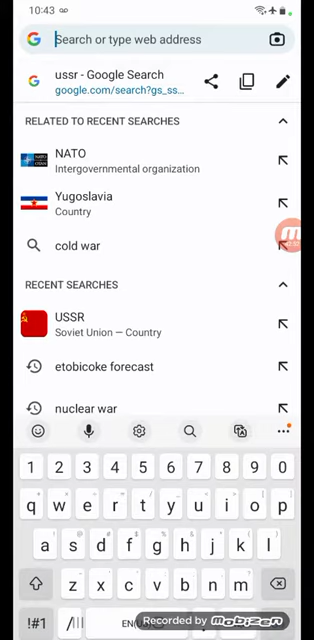 10:43
Search or type web address
ussr - Google Search
google.com/search?gs_ss...
RELATED TO RECENT SEARCHES
NATO
Intergovernmental organization
Yugoslavia
Country
cold war
RECENT SEARCHES
USSR
Soviet Union — Country
etobicoke forecast
nuclear war
1 2 3 4 5 6 7 8 9 0
q w e r t y u i o p
a s d f g h j k l
z x c v b n m
!#1 / EN(U
Recorded by Mobizen